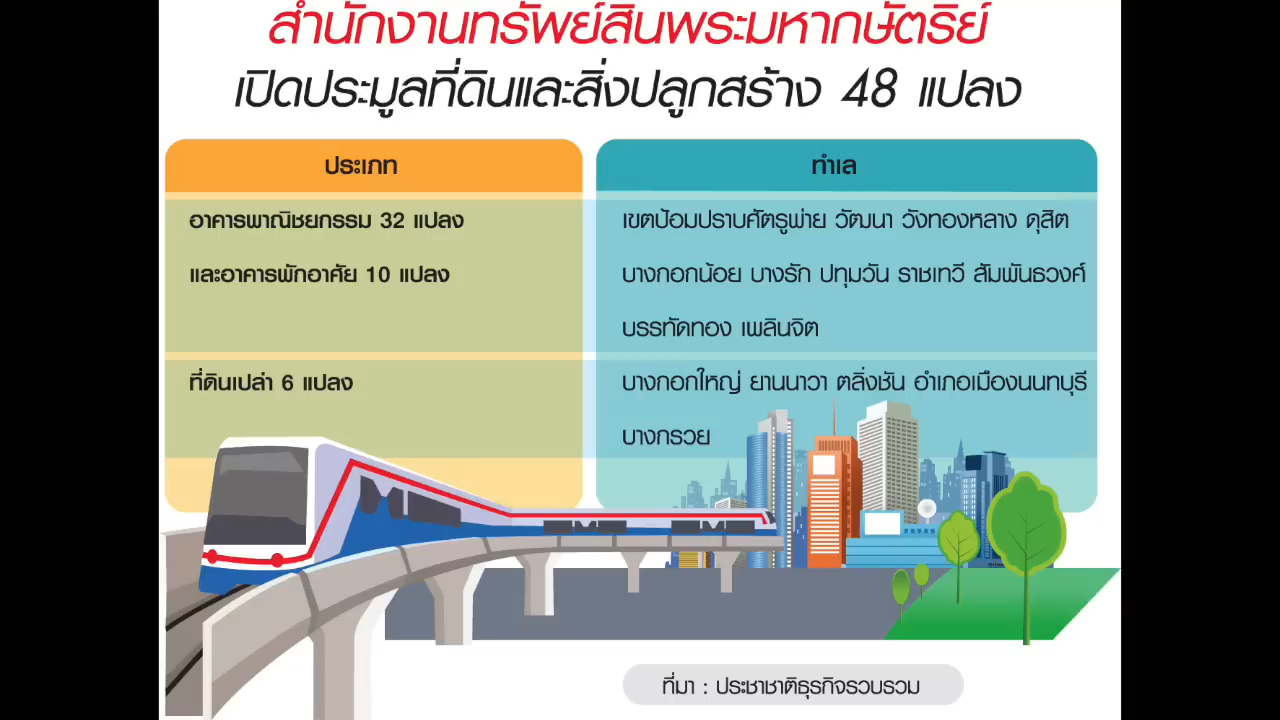 สำนักงานทรัพย์สินพระมหากษัตริย์
เปิดประมูลที่ดินและสิ่งปลูกสร้าง 48 แปลง
ประเภท
ทำเล
อาคารพาณิชยกรรม 32 แปลง
และอาคารพักอาศัย 10 แปลง
เขตป้อมปราบศัตรูพ่าย วัฒนา วังทองหลาง ดุสิต
บางกอกน้อย บางรัก ปทุมวัน ราชเทวี สัมพันธวงศ์
บรรทัดทอง เพลินจิต
ที่ดินเปล่า 6 แปลง
บางกอกใหญ่ ยานนาวา ตลิ่งชัน อำเภอเมืองนนทบุรี
บางกรวย
ที่มา : ประชาชาติธุรกิจรวบรวม